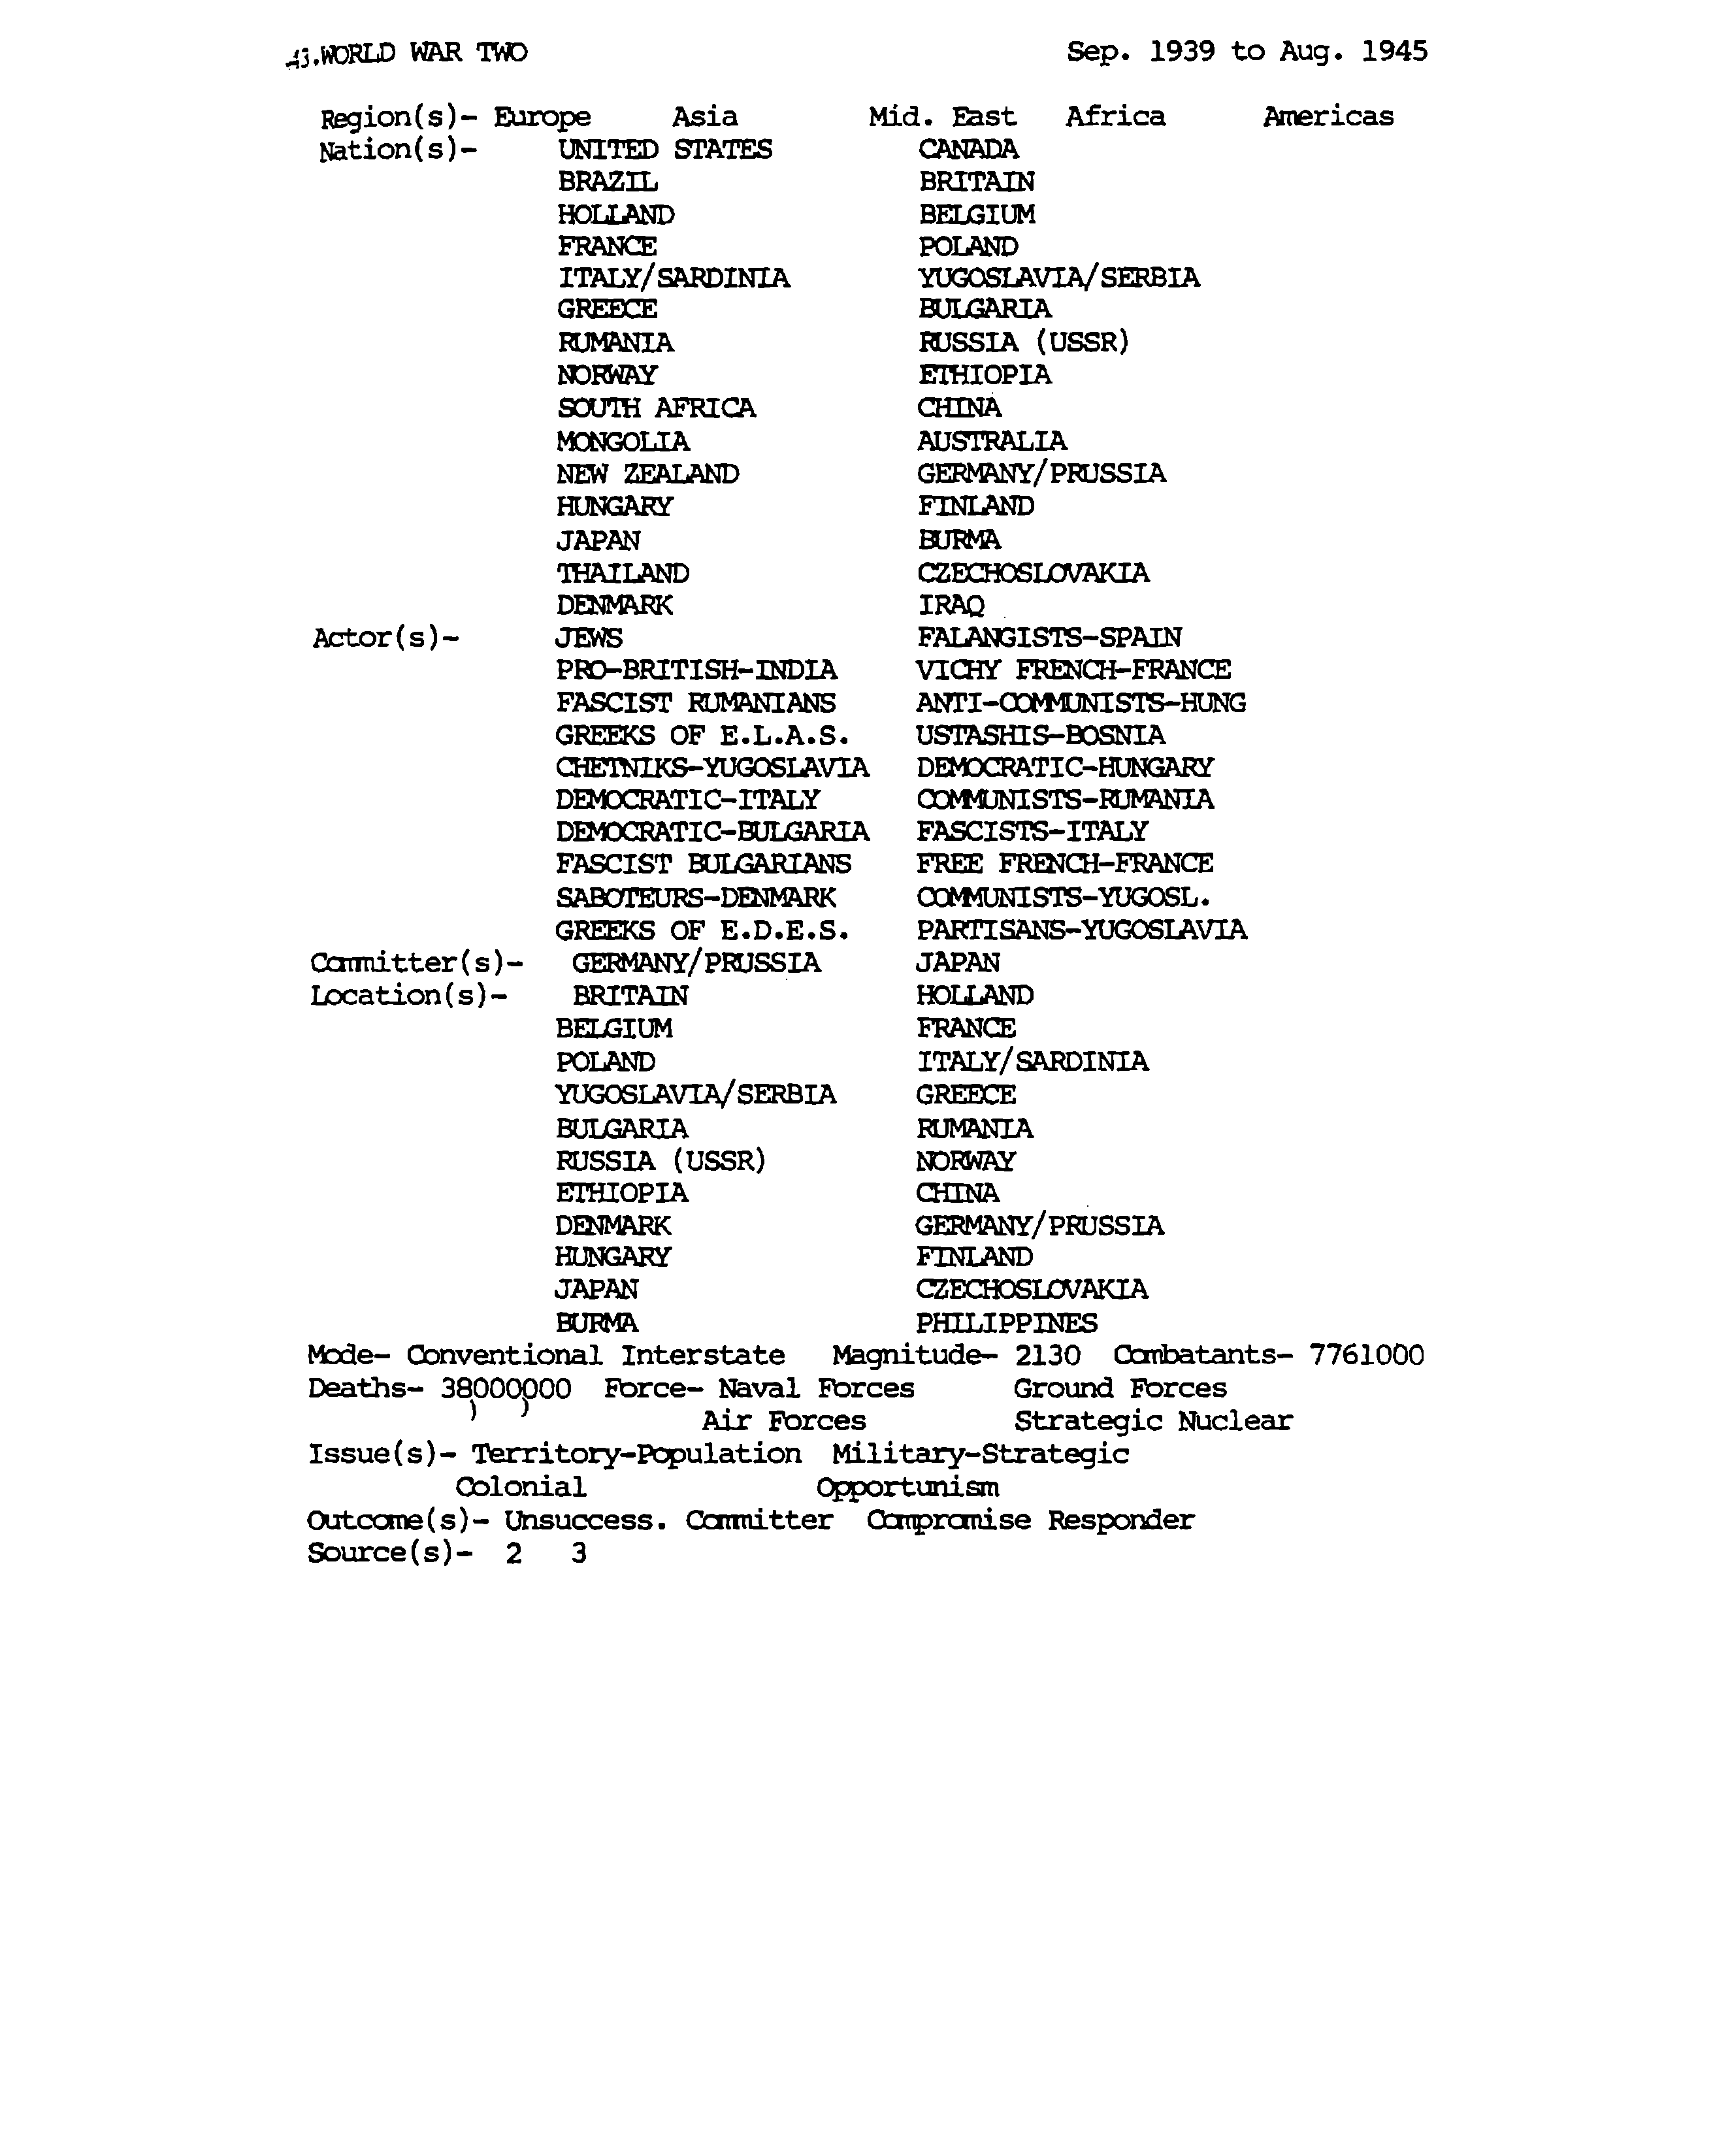 43.WORLD WAR TWO Sep. 1939 to Aug. 1945
Region(s)- Europe Asia Mid. East Africa Americas
Nation(s)- UNITED STATES CANADA
BRAZIL BRITAIN
HOLLAND BELGIUM
FRANCE POLAND
ITALY/SARDINIA YUGOSLAVIA/SERBIA
GREECE BULGARIA
RUMANIA RUSSIA (USSR)
NORWAY ETHIOPIA
SOUTH AFRICA CHINA
MONGOLIA AUSTRALIA
NEW ZEALAND GERMANY/PRUSSIA
HUNGARY FINLAND
JAPAN BURMA
THAILAND CZECHOSLOVAKIA
DENMARK IRAQ
Actor(s)- JEWS FALANGISTS-SPAIN
PRO-BRITISH-INDIA VICHY FRENCH-FRANCE
FASCIST RUMANIANS ANTI-COMMUNISTS-HUNG
GREEKS OF E.L.A.S. USTASHIS-BOSNIA
CHETNIKS-YUGOSLAVIA DEMOCRATIC-HUNGARY
DEMOCRATIC-ITALY COMMUNISTS-RUMANIA
DEMOCRATIC-BULGARIA FASCISTS-ITALY
FASCIST BULGARIANS FREE FRENCH-FRANCE
SABOTEURS-DENMARK COMMUNISTS-YUGOSL.
GREEKS OF E.D.E.S. PARTISANS-YUGOSLAVIA
Committer(s)- GERMANY/PRUSSIA JAPAN
Location(s)- BRITAIN HOLLAND
BELGIUM FRANCE
POLAND ITALY/SARDINIA
YUGOSLAVIA/SERBIA GREECE
BULGARIA RUMANIA
RUSSIA (USSR) NORWAY
ETHIOPIA CHINA
DENMARK GERMANY/PRUSSIA
HUNGARY FINLAND
JAPAN CZECHOSLOVAKIA
BURMA PHILIPPINES
Mode- Conventional Interstate Magnitude- 2130 Combatants- 7761000
Deaths- 38000000 Force- Naval Forces Ground Forces
Air Forces Strategic Nuclear
Issue(s)- Territory-Population Military-Strategic
Colonial Opportunism
Outcome(s)- Unsuccess. Committer Compromise Responder
Source(s)- 2 3